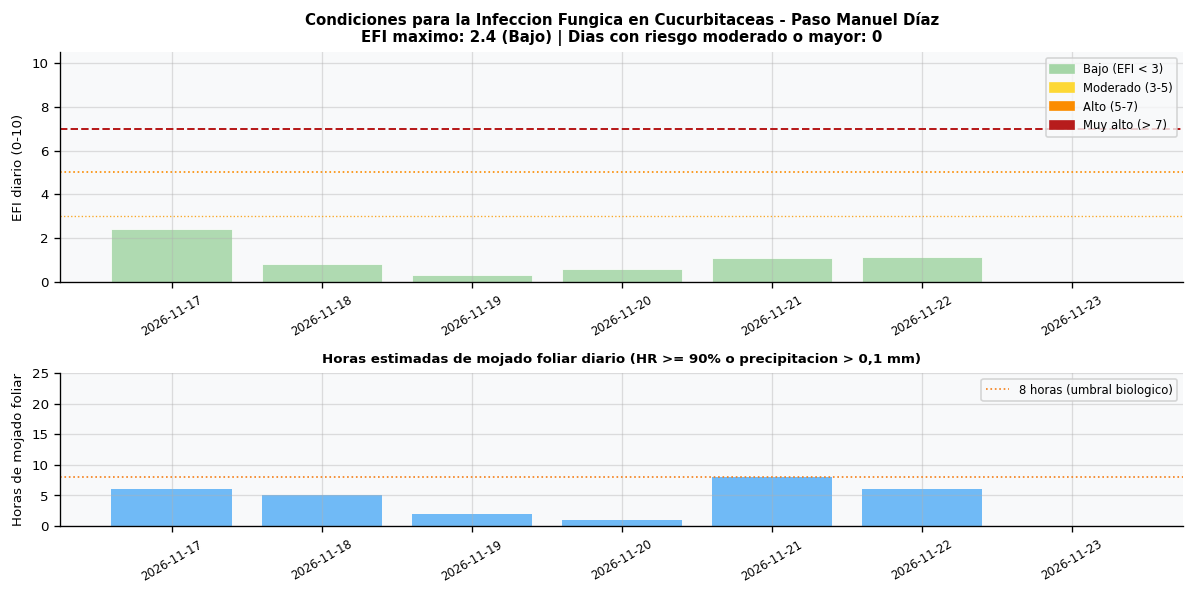 Condiciones para la Infeccion Fungica en Cucurbitaceas - Paso Manuel Díaz
EFI maximo: 2.4 (Bajo) | Dias con riesgo moderado o mayor: 0
EFI diario (0-10)
10
8
6
4
2
0
Bajo (EFI < 3)
Moderado (3-5)
Alto (5-7)
Muy alto (> 7)
2026-11-17
2026-11-18
2026-11-19
2026-11-20
2026-11-21
2026-11-22
2026-11-23
Horas estimadas de mojado foliar diario (HR >= 90% o precipitacion > 0,1 mm)
Horas de mojado foliar
25
20
15
10
5
0
8 horas (umbral biologico)
2026-11-17
2026-11-18
2026-11-19
2026-11-20
2026-11-21
2026-11-22
2026-11-23